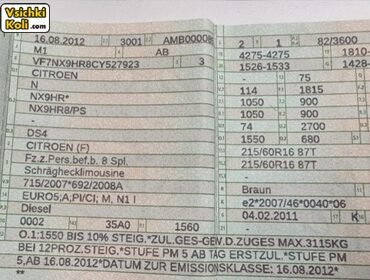 Vsichki
Koli.com
16.08.2012 3001 AMB0000
M1 AB
VF7NX9HR8CY527923 3
CITROEN
N
NX9HR*
NX9HR8/PS
-
DS4
CITROEN (F)
Fz.z.Pers.bef.b. 8 Spl.
Schräghecklimousine
715/2007*692/2008A
EURO5;A;PI/CI; M, N1 I
Diesel
0002 35A0 1560
2 1 82/3600
4275-4275 1810-
1526-1533 1428-
- 75
114 1815
1050 900
1050 900
74 2700
1550 680
215/60R16 87T
215/60R16 87T
-
Braun
e2*2007/46*0040*06
04.02.2011 K
O.1:1550 BIS 10% STEIG.*ZUL.GES-GEW.D.ZUGES MAX.3115KG
BEI 12PROZ.STEIG.*STUFE PM 5 AB TAG ERSTZUL.*STUFE PM
5,AB 16.08.2012*DATUM ZUR EMISSIONSKLASSE: 16.08.2012*
**